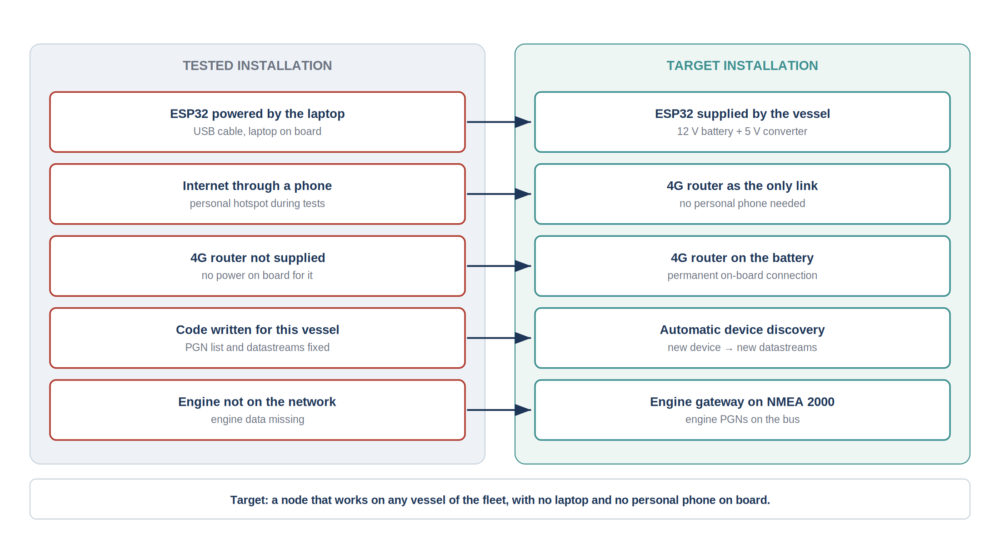 TESTED INSTALLATION
TARGET INSTALLATION
ESP32 powered by the laptop
USB cable, laptop on board
ESP32 supplied by the vessel
12 V battery + 5 V converter
Internet through a phone
personal hotspot during tests
4G router as the only link
no personal phone needed
4G router not supplied
no power on board for it
4G router on the battery
permanent on-board connection
Code written for this vessel
PGN list and datastreams fixed
Automatic device discovery
new device → new datastreams
Engine not on the network
engine data missing
Engine gateway on NMEA 2000
engine PGNs on the bus
Target: a node that works on any vessel of the fleet, with no laptop and no personal phone on board.